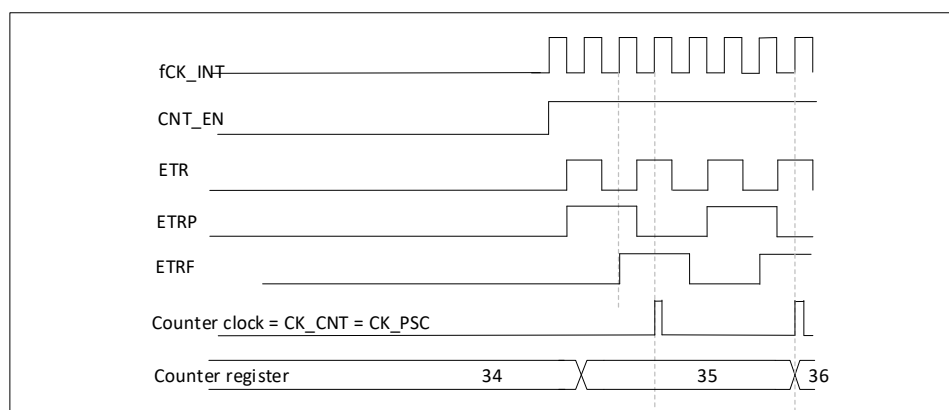 fCK_INT
CNT_EN
ETR
ETRP
ETRF
Counter clock = CK_CNT = CK_PSC
Counter register 34 35 36